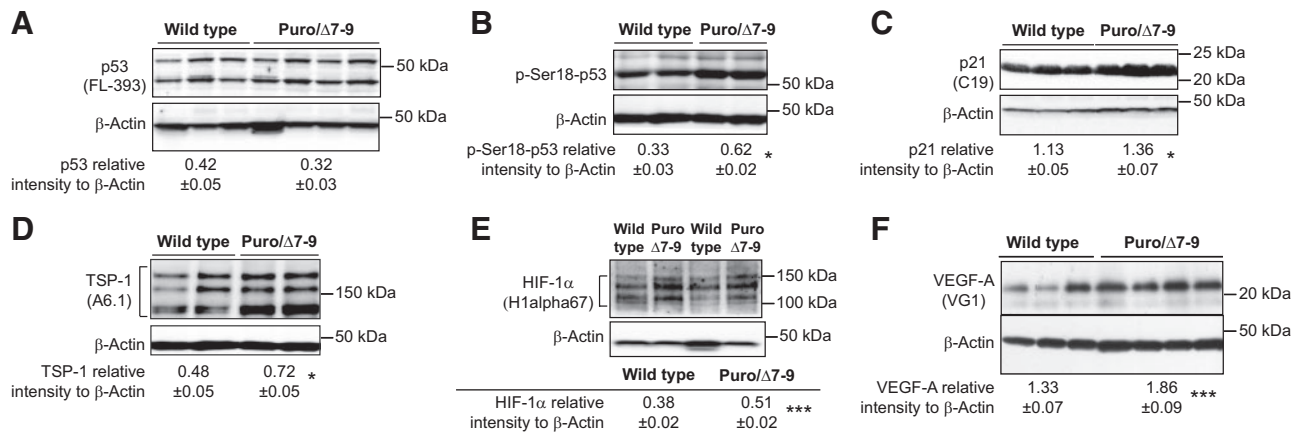 A
Wild type Puro/Δ7-9
p53
(FL-393)
50 kDa
β-Actin
50 kDa
p53 relative 0.42 0.32
intensity to β-Actin ±0.05 ±0.03
B
Wild type Puro/Δ7-9
p-Ser18-p53
50 kDa
β-Actin
50 kDa
p-Ser18-p53 relative 0.33 0.62 *
intensity to β-Actin ±0.03 ±0.02
C
Wild type Puro/Δ7-9
25 kDa
p21
(C19)
20 kDa
50 kDa
β-Actin
p21 relative 1.13 1.36 *
intensity to β-Actin ±0.05 ±0.07
D
Wild type Puro/Δ7-9
TSP-1
(A6.1)
150 kDa
50 kDa
β-Actin
TSP-1 relative 0.48 0.72 *
intensity to β-Actin ±0.05 ±0.05
E
Wild Puro Wild Puro
type Δ7-9 type Δ7-9
150 kDa
HIF-1α
(H1alpha67)
100 kDa
β-Actin
50 kDa
Wild type Puro/Δ7-9
HIF-1α relative 0.38 0.51 ***
intensity to β-Actin ±0.02 ±0.02
F
Wild type Puro/Δ7-9
VEGF-A
(VG1)
20 kDa
50 kDa
β-Actin
VEGF-A relative 1.33 1.86 ***
intensity to β-Actin ±0.07 ±0.09